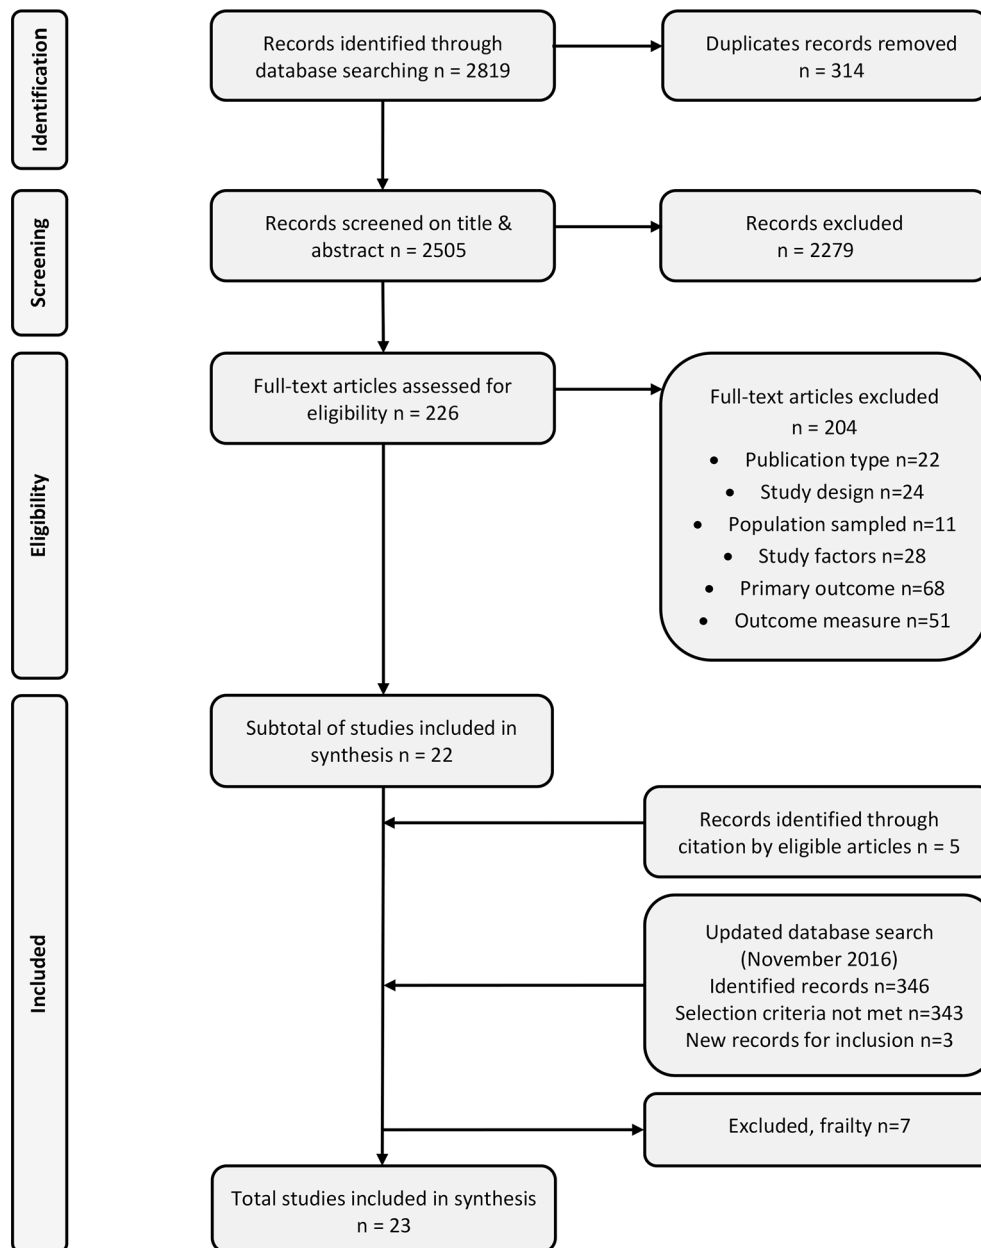 Identification
Records identified through
database searching n = 2819
Duplicates records removed
n = 314
Screening
Records screened on title &
abstract n = 2505
Records excluded
n = 2279
Eligibility
Full-text articles assessed for
eligibility n = 226
Full-text articles excluded
n = 204
• Publication type n=22
• Study design n=24
• Population sampled n=11
• Study factors n=28
• Primary outcome n=68
• Outcome measure n=51
Included
Subtotal of studies included in
synthesis n = 22
Records identified through
citation by eligible articles n = 5
Updated database search
(November 2016)
Identified records n=346
Selection criteria not met n=343
New records for inclusion n=3
Excluded, frailty n=7
Total studies included in synthesis
n = 23